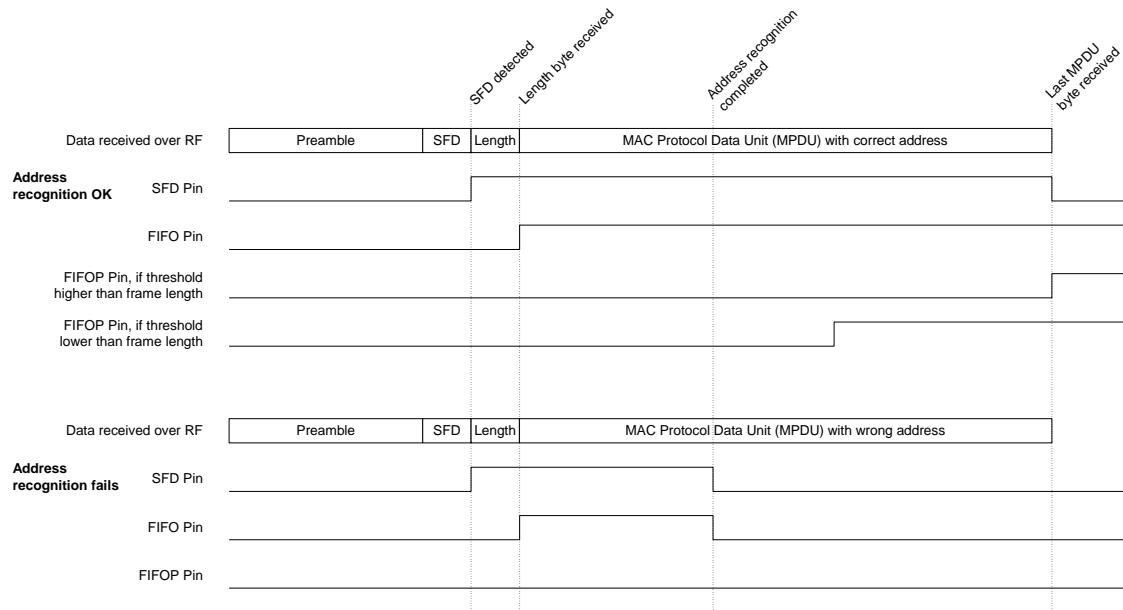 SFD detected
Length byte received
Address recognition
completed
Last MPDU
byte received
Data received over RF
Preamble
SFD
Length
MAC Protocol Data Unit (MPDU) with correct address
Address
recognition OK
SFD Pin
FIFO Pin
FIFOP Pin, if threshold
higher than frame length
FIFOP Pin, if threshold
lower than frame length
Data received over RF
Preamble
SFD
Length
MAC Protocol Data Unit (MPDU) with wrong address
Address
recognition fails
SFD Pin
FIFO Pin
FIFOP Pin